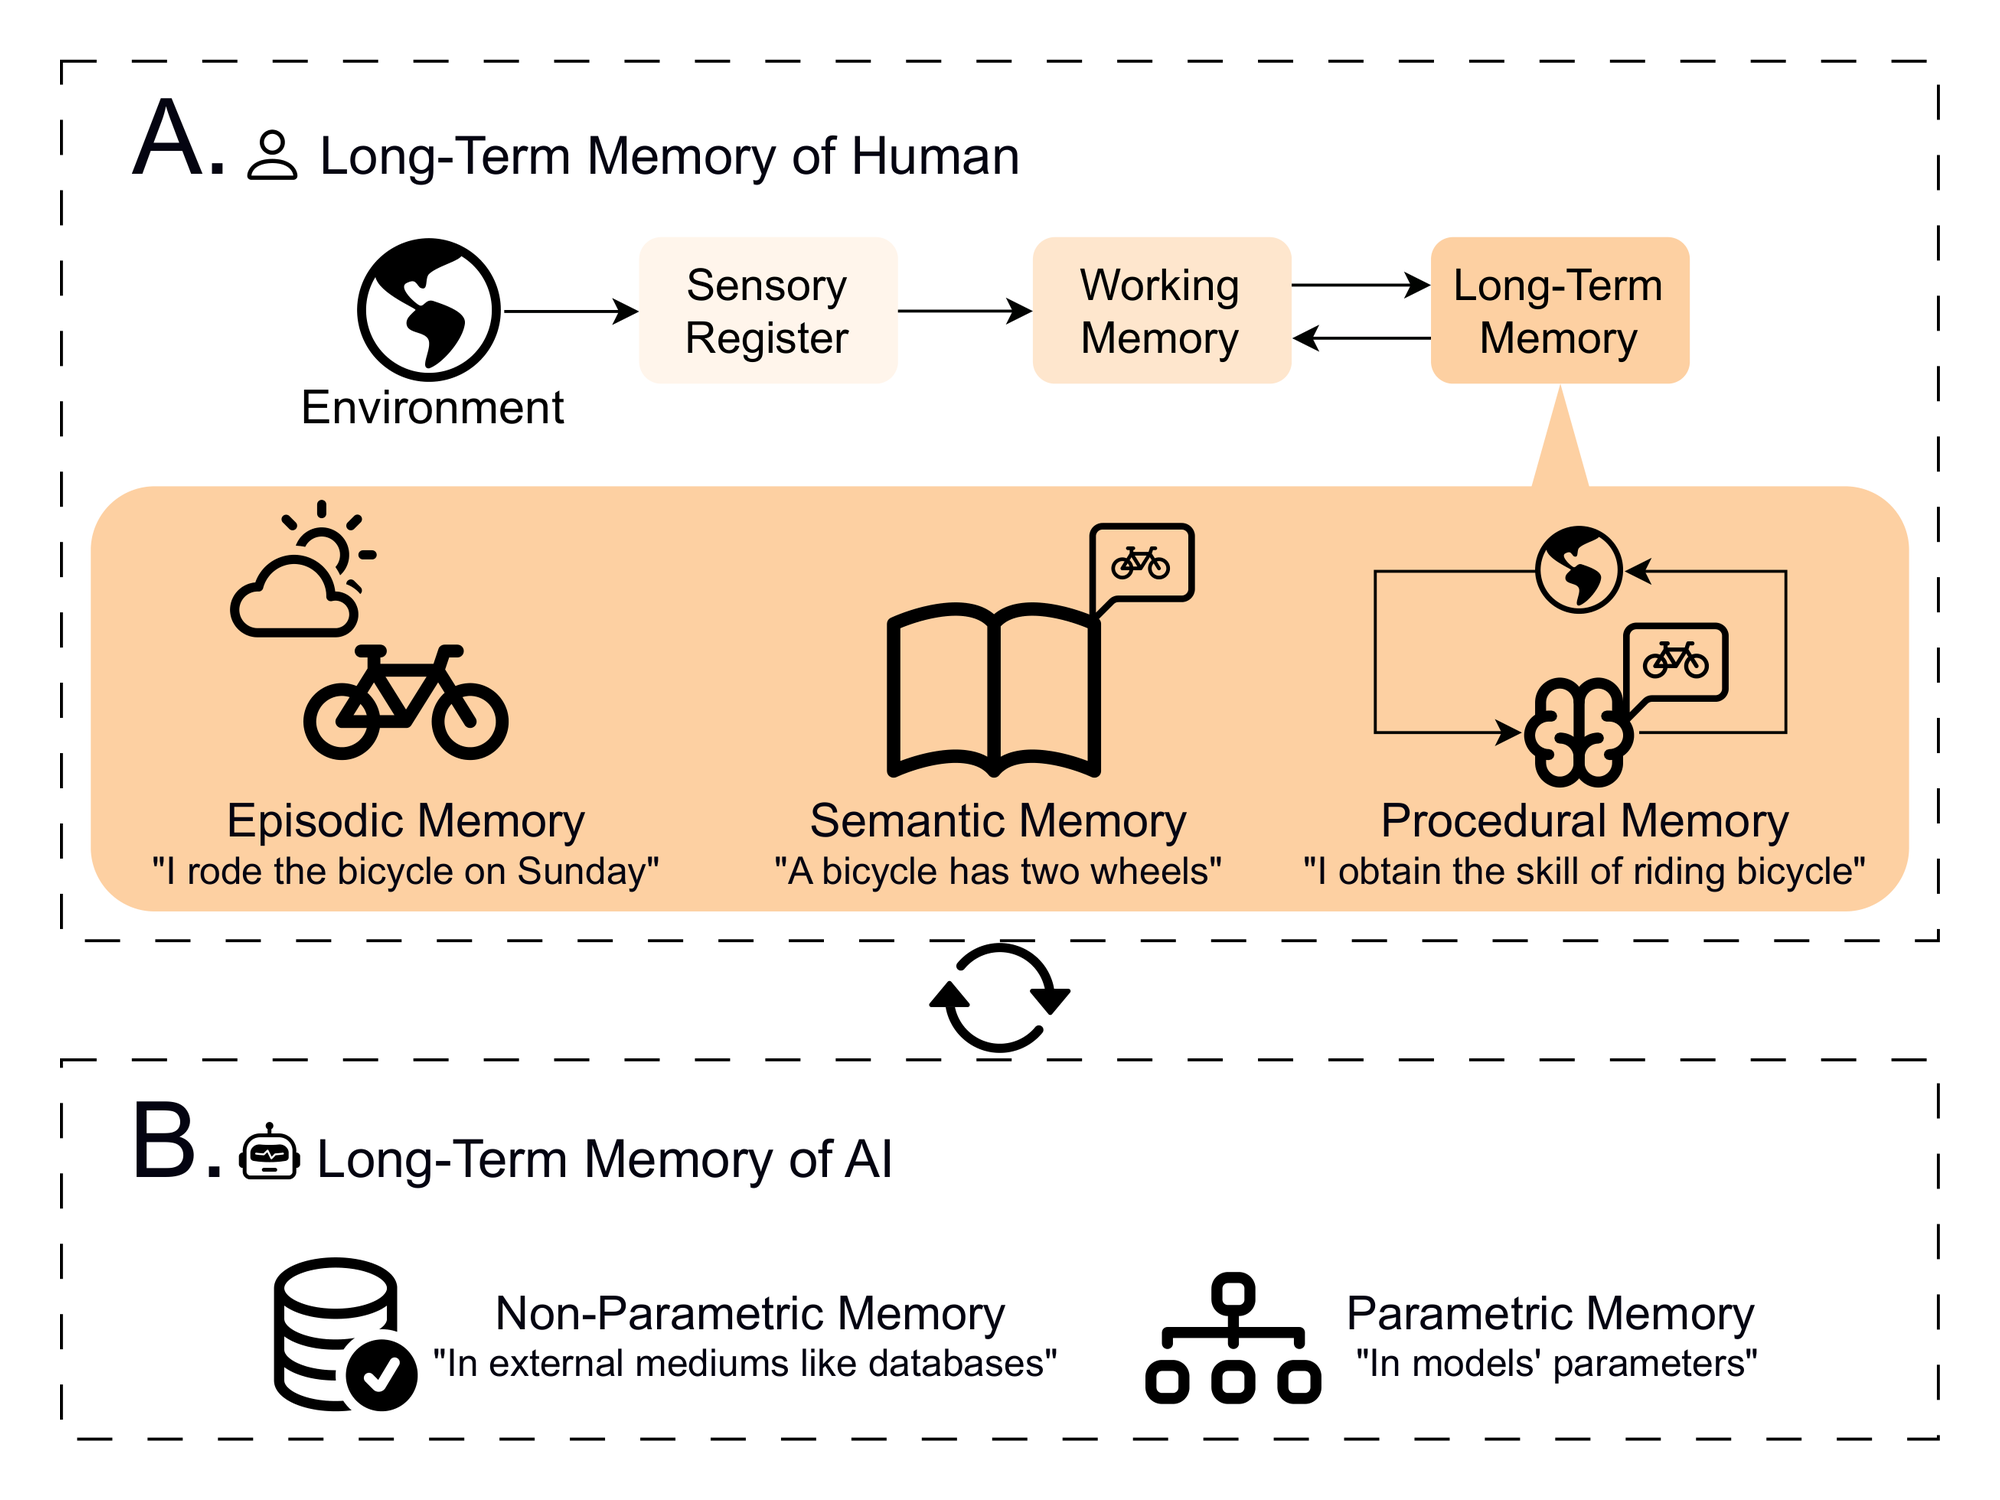 A. Long-Term Memory of Human
Sensory
Register
Working
Memory
Long-Term
Memory
Environment
Episodic Memory
"I rode the bicycle on Sunday"
Semantic Memory
"A bicycle has two wheels"
Procedural Memory
"I obtain the skill of riding bicycle"
B. Long-Term Memory of AI
Non-Parametric Memory
"In external mediums like databases"
Parametric Memory
"In models' parameters"